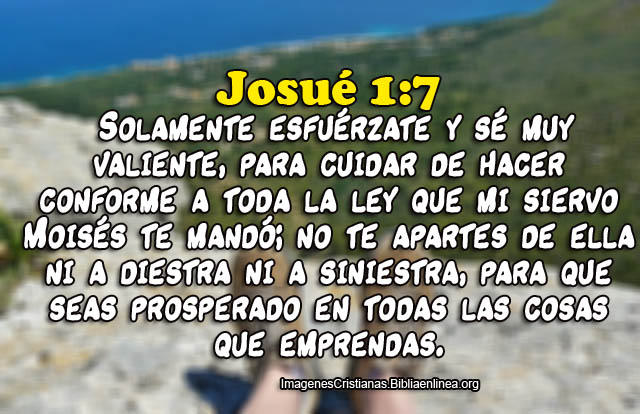 Josué 1:7
Solamente esfuérzate y sé muy
valiente, para cuidar de hacer
conforme a toda la ley que mi siervo
Moisés te mandó; no te apartes de ella
ni a diestra ni a siniestra, para que
seas prosperado en todas las cosas
que emprendas.
ImagenesCristianas.Bibliaenlinea.org